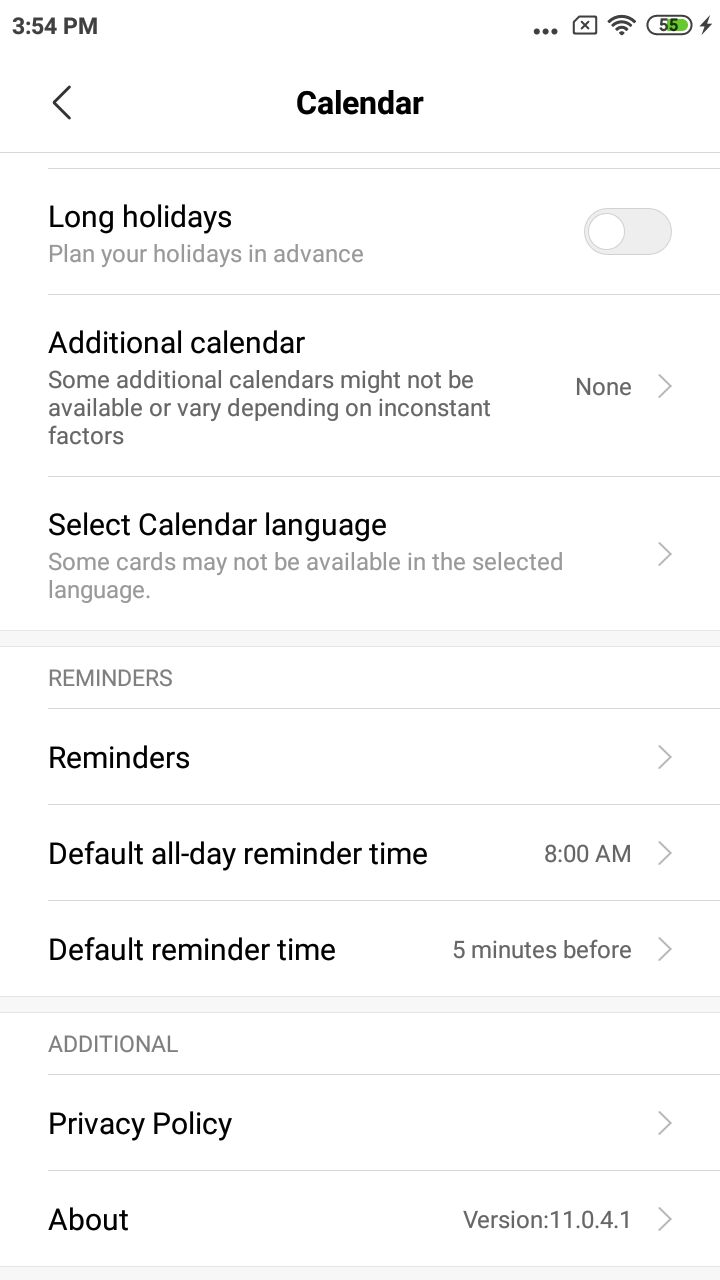 3:54 PM
55
Calendar
Long holidays
Plan your holidays in advance
Additional calendar
Some additional calendars might not be
available or vary depending on inconstant
factors
None
Select Calendar language
Some cards may not be available in the selected
language.
REMINDERS
Reminders
Default all-day reminder time
8:00 AM
Default reminder time
5 minutes before
ADDITIONAL
Privacy Policy
About
Version:11.0.4.1